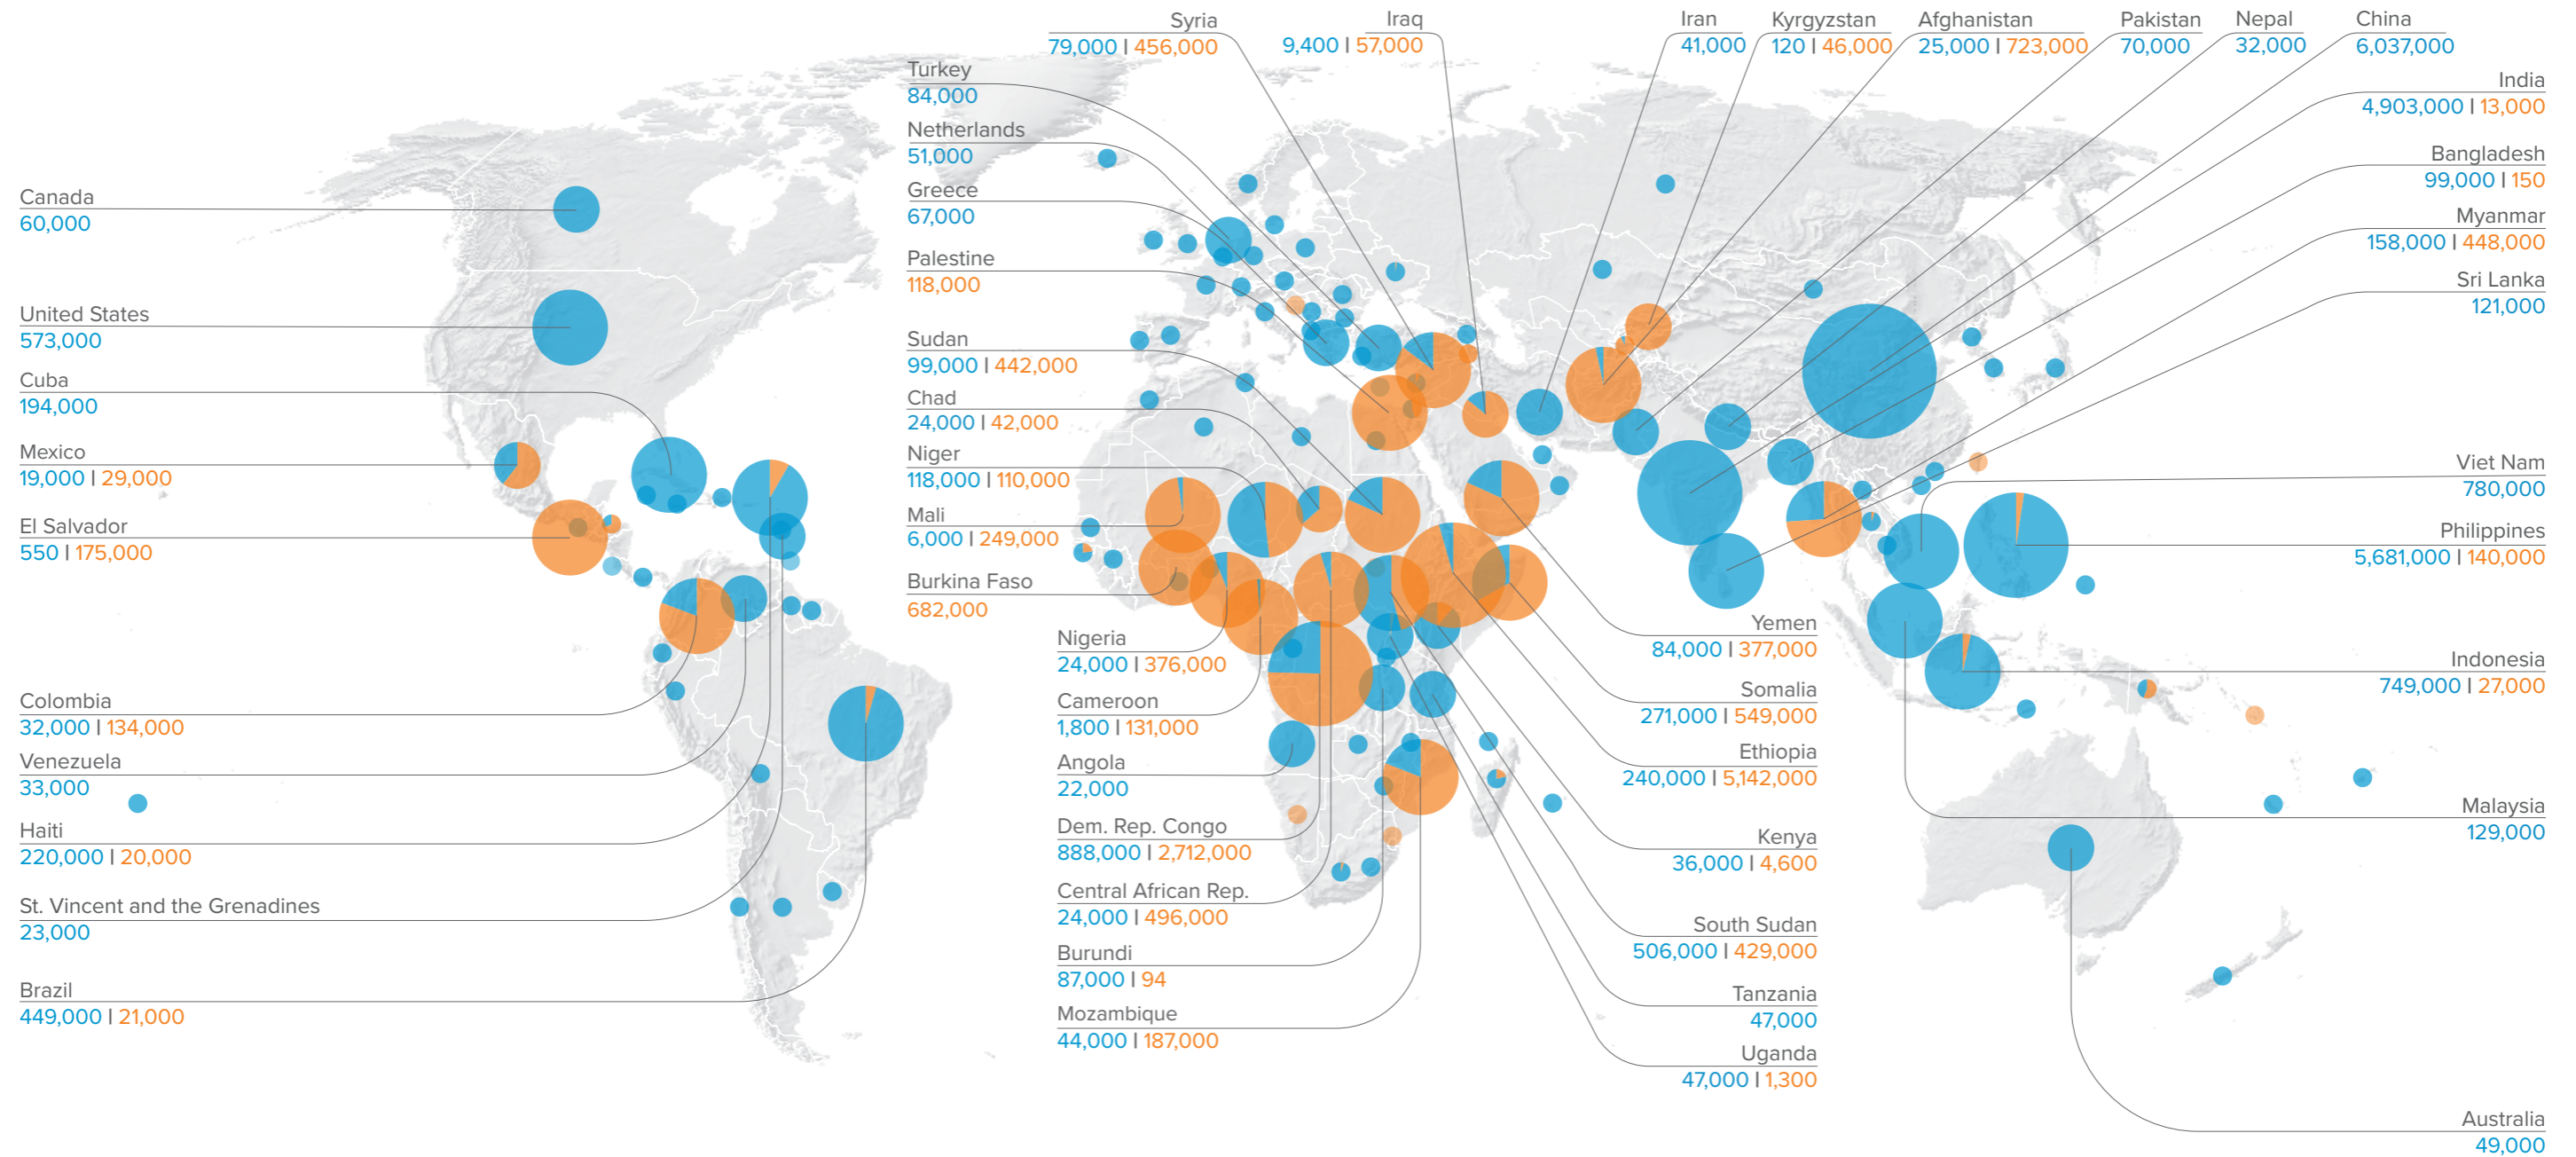 Syria
79,000 | 456,000
Iraq
9,400 | 57,000
Iran
41,000
Kyrgyzstan
120 | 46,000
Afghanistan
25,000 | 723,000
Pakistan
70,000
Nepal
32,000
China
6,037,000
India
4,903,000 | 13,000
Bangladesh
99,000 | 150
Myanmar
158,000 | 448,000
Sri Lanka
121,000
Viet Nam
780,000
Philippines
5,681,000 | 140,000
Indonesia
749,000 | 27,000
Malaysia
129,000
Australia
49,000
Canada
60,000
United States
573,000
Cuba
194,000
Mexico
19,000 | 29,000
El Salvador
550 | 175,000
Colombia
32,000 | 134,000
Venezuela
33,000
Haiti
220,000 | 20,000
St. Vincent and the Grenadines
23,000
Brazil
449,000 | 21,000
Turkey
84,000
Netherlands
51,000
Greece
67,000
Palestine
118,000
Sudan
99,000 | 442,000
Chad
24,000 | 42,000
Niger
118,000 | 110,000
Mali
6,000 | 249,000
Burkina Faso
682,000
Nigeria
24,000 | 376,000
Cameroon
1,800 | 131,000
Angola
22,000
Dem. Rep. Congo
888,000 | 2,712,000
Central African Rep.
24,000 | 496,000
Burundi
87,000 | 94
Mozambique
44,000 | 187,000
Yemen
84,000 | 377,000
Somalia
271,000 | 549,000
Ethiopia
240,000 | 5,142,000
Kenya
36,000 | 4,600
South Sudan
506,000 | 429,000
Tanzania
47,000
Uganda
47,000 | 1,300